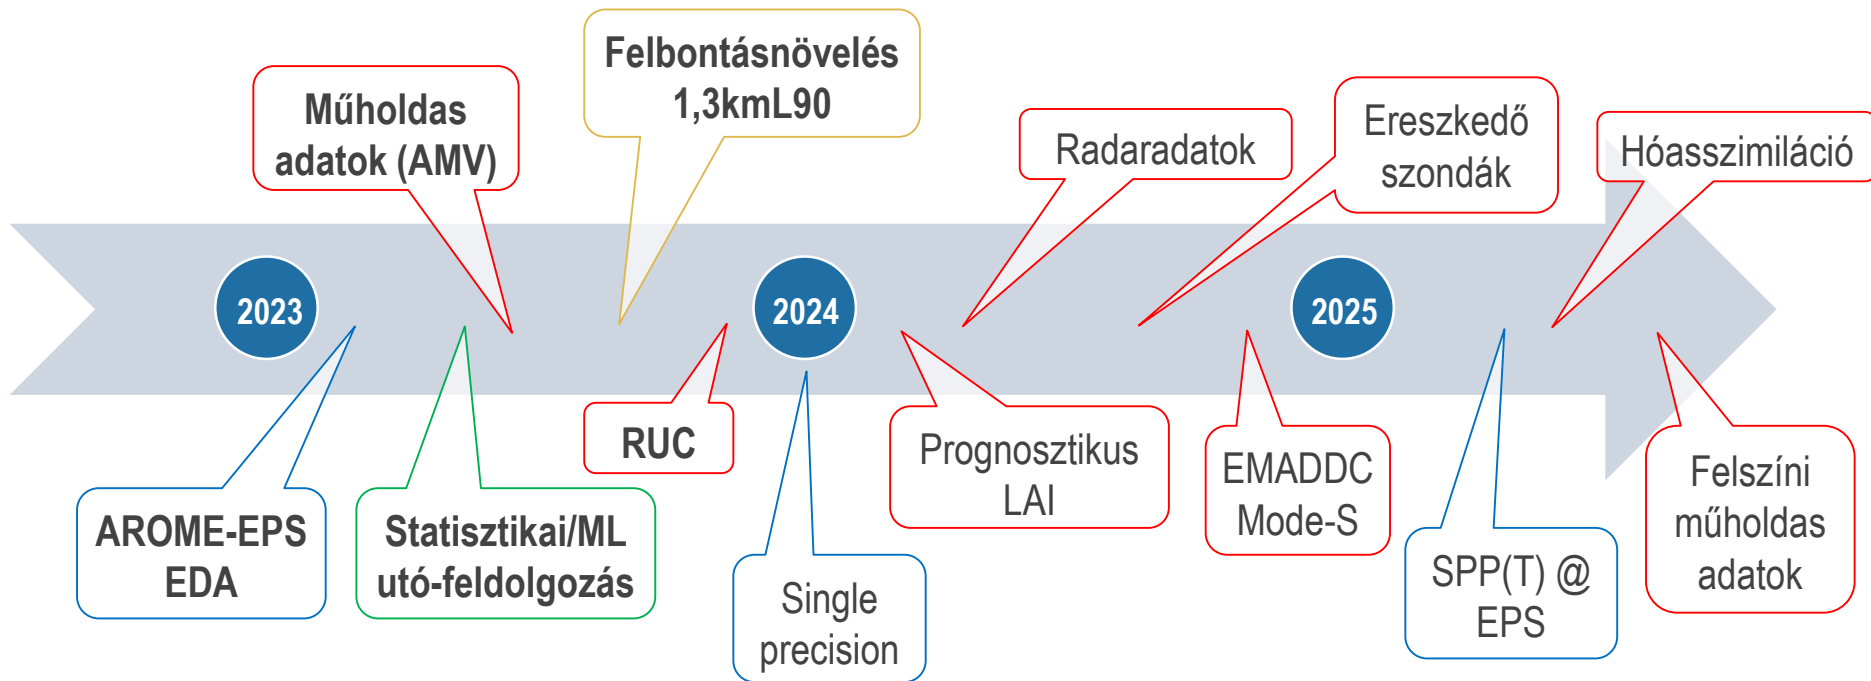 Műholdas
adatok (AMV)
Felbontásnövelés
1,3kmL90
Radaradatok
Ereszkedő
szondák
Hóasszimiláció
2023
2024
2025
AROME-EPS
EDA
Statisztikai/ML
utó-feldolgozás
RUC
Single
precision
Prognosztikus
LAI
EMADDC
Mode-S
SPP(T) @
EPS
Felszíni
műholdas
adatok